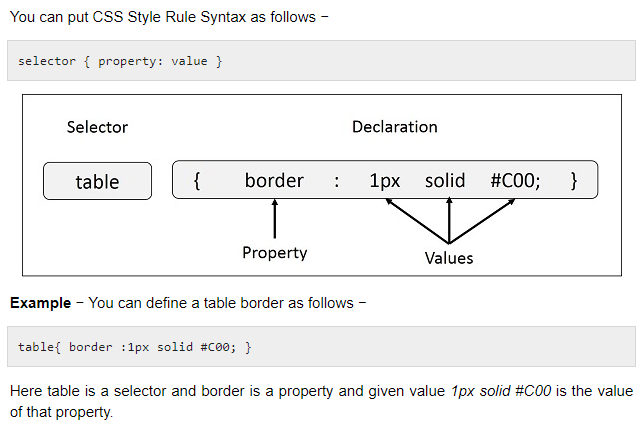 You can put CSS Style Rule Syntax as follows −
selector { property: value }
Selector Declaration
table { border : 1px solid #C00; }
Property
Values
Example − You can define a table border as follows −
table{ border :1px solid #C00; }
Here table is a selector and border is a property and given value 1px solid #C00 is the value
of that property.